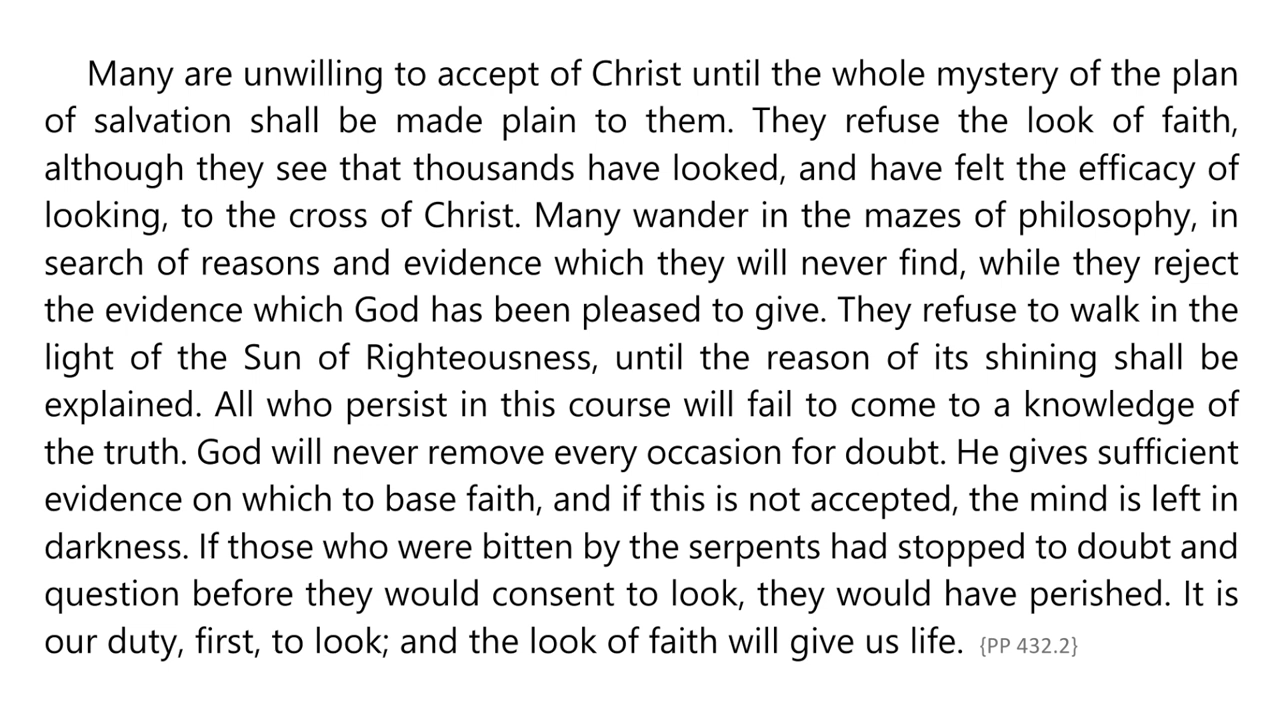 Many are unwilling to accept of Christ until the whole mystery of the plan
of salvation shall be made plain to them. They refuse the look of faith,
although they see that thousands have looked, and have felt the efficacy of
looking, to the cross of Christ. Many wander in the mazes of philosophy, in
search of reasons and evidence which they will never find, while they reject
the evidence which God has been pleased to give. They refuse to walk in the
light of the Sun of Righteousness, until the reason of its shining shall be
explained. All who persist in this course will fail to come to a knowledge of
the truth. God will never remove every occasion for doubt. He gives sufficient
evidence on which to base faith, and if this is not accepted, the mind is left in
darkness. If those who were bitten by the serpents had stopped to doubt and
question before they would consent to look, they would have perished. It is
our duty, first, to look; and the look of faith will give us life. {PP 432.2}